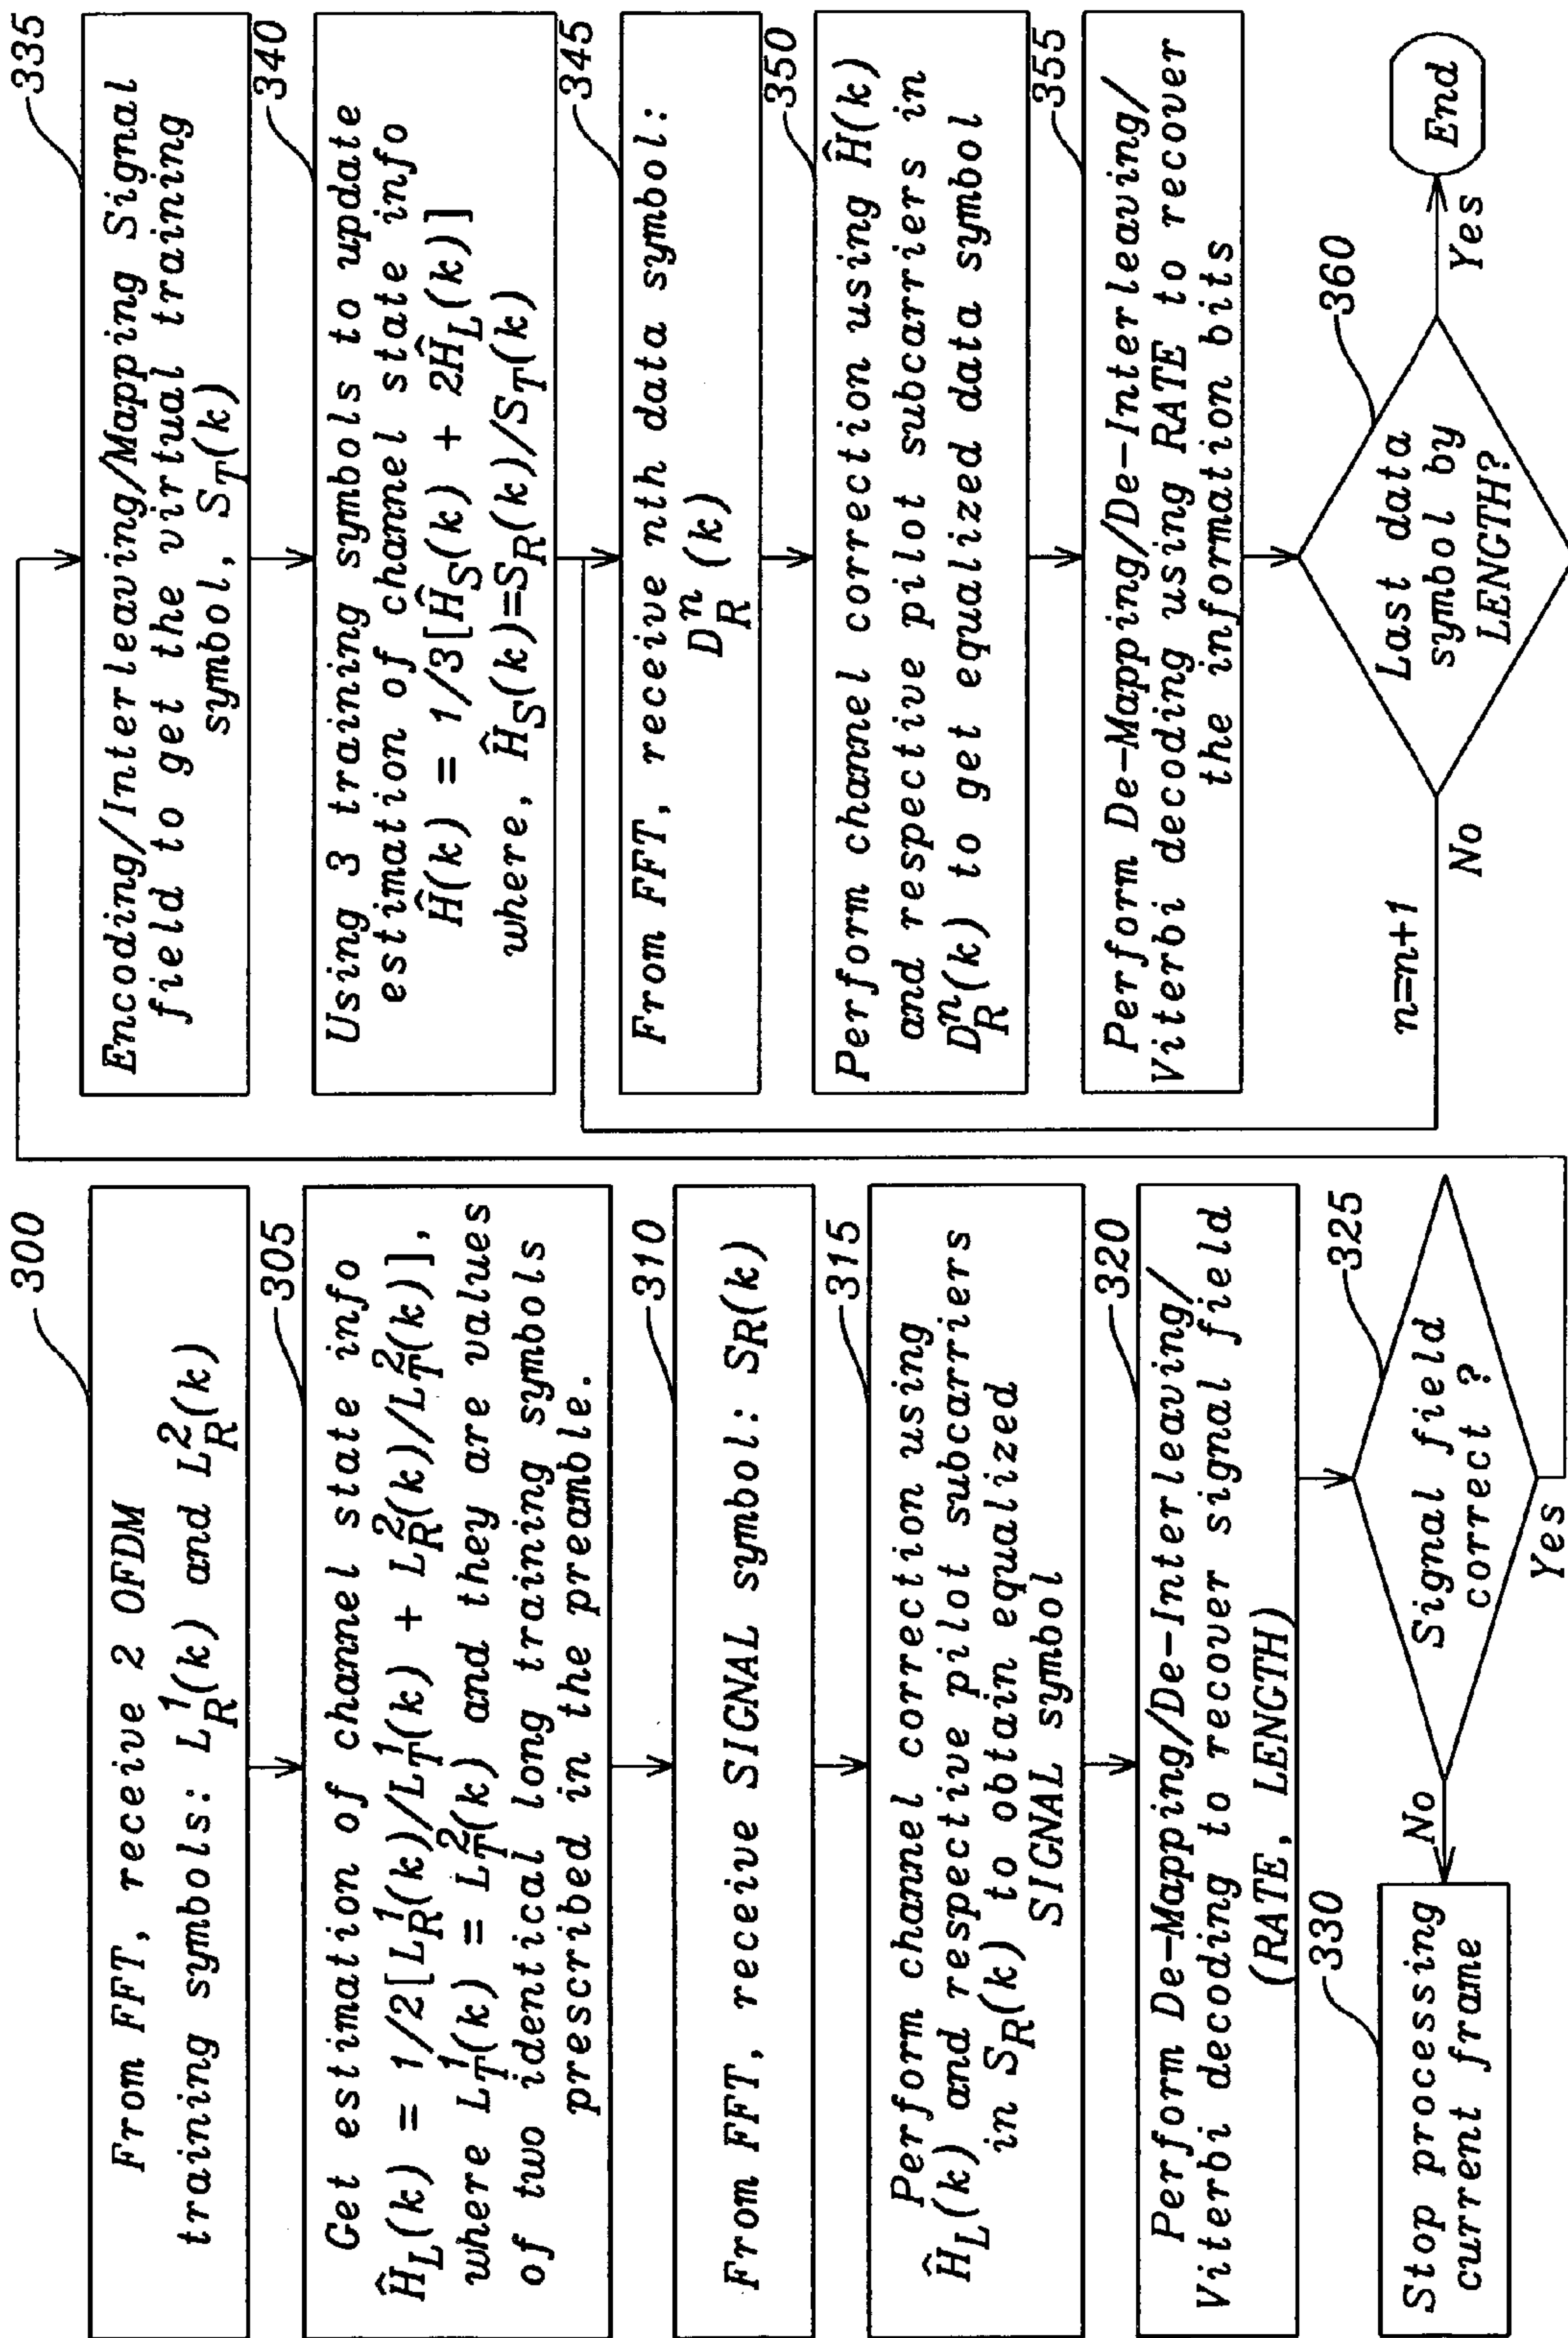 300
From FFT, receive 2 OFDM
training symbols: L_R^1(k) and L_R^2(k)
305
Get estimation of channel state info
Ĥ_L(k) = 1/2[L_R^1(k)/L_T^1(k) + L_R^2(k)/L_T^2(k)],
where L_T^1(k) = L_T^2(k) and they are values
of two identical long training symbols
prescribed in the preamble.
310
From FFT, receive SIGNAL symbol: S_R(k)
315
Perform channel correction using
Ĥ_L(k) and respective pilot subcarriers
in S_R(k) to obtain equalized
SIGNAL symbol
320
Perform De-Mapping/De-Interleaving/
Viterbi decoding to recover signal field
(RATE, LENGTH)
325
Signal field
correct ?
No
Yes
330
Stop processing
current frame
335
Encoding/Interleaving/Mapping Signal
field to get the virtual training
symbol, S_T(k)
340
Using 3 training symbols to update
estimation of channel state info
Ĥ(k) = 1/3[Ĥ_S(k) + 2Ĥ_L(k)]
where, Ĥ_S(k)=S_R(k)/S_T(k)
345
From FFT, receive nth data symbol:
D_R^n(k)
350
Perform channel correction using Ĥ(k)
and respective pilot subcarriers in
D_R^n(k) to get equalized data symbol
355
Perform De-Mapping/De-Interleaving/
Viterbi decoding using RATE to recover
the information bits
360
Last data
symbol by
LENGTH?
n=n+1
No
Yes
End